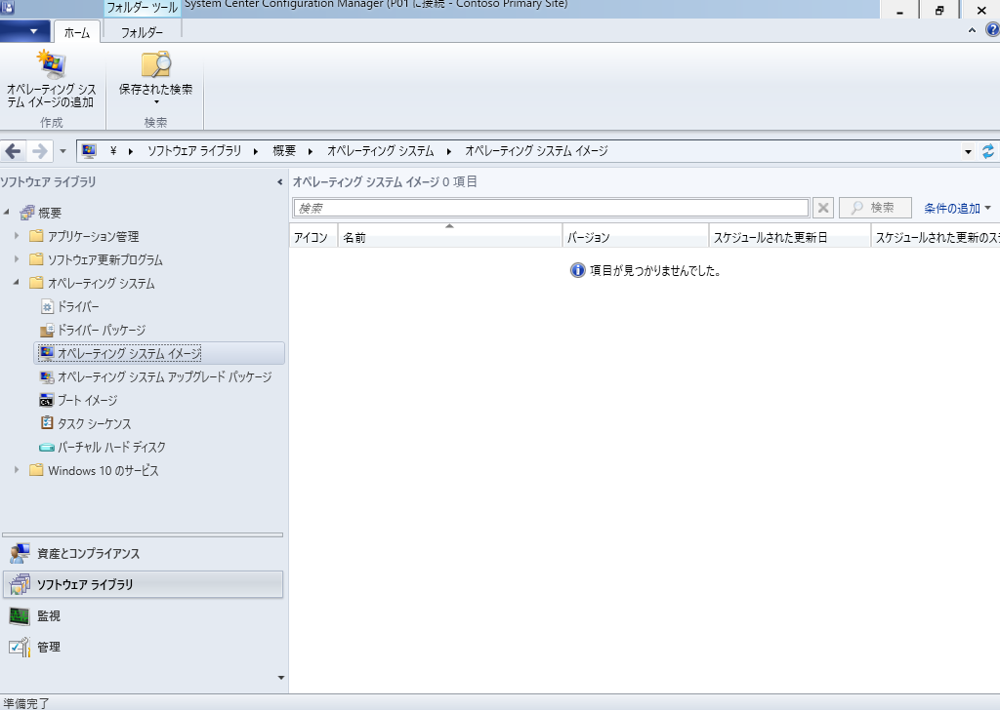 フォルダー ツール
System Center Configuration Manager (P01 に接続 - Contoso Primary Site)
ホーム
フォルダー
オペレーティング シス
テム イメージの追加
保存された検索
作成
検索
¥ ソフトウェア ライブラリ 概要 オペレーティング システム オペレーティング システム イメージ
ソフトウェア ライブラリ
概要
アプリケーション管理
ソフトウェア更新プログラム
オペレーティング システム
ドライバー
ドライバー パッケージ
オペレーティング システム イメージ
オペレーティング システム アップグレード パッケージ
ブート イメージ
タスク シーケンス
バーチャル ハード ディスク
Windows 10 のサービス
資産とコンプライアンス
ソフトウェア ライブラリ
監視
管理
オペレーティング システム イメージ 0 項目
検索
検索
条件の追加
アイコン 名前 バージョン スケジュールされた更新日 スケジュールされた更新のス
項目が見つかりませんでした。
準備完了